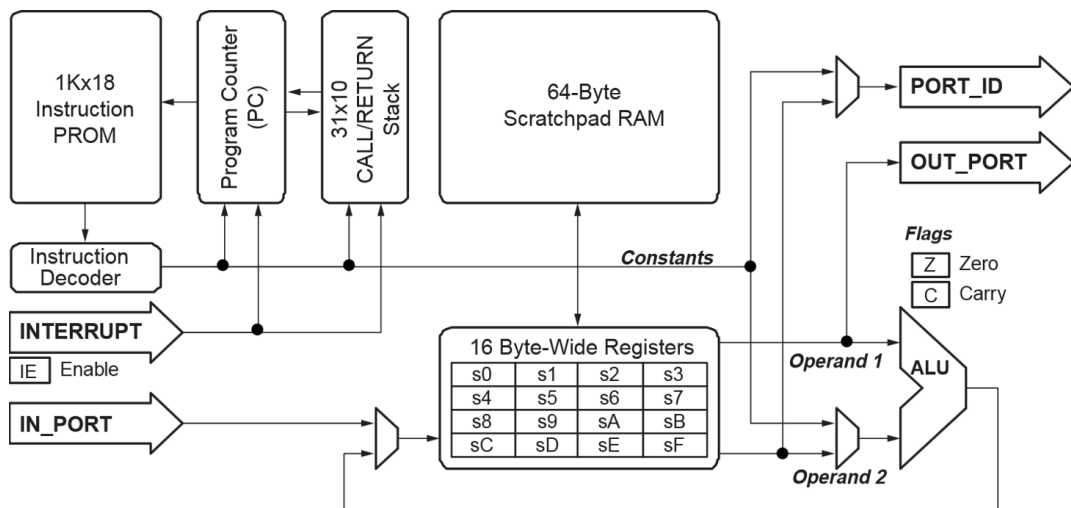 1Kx18
Instruction
PROM
Program Counter
(PC)
31x10
CALL/RETURN
Stack
64-Byte
Scratchpad RAM
PORT_ID
OUT_PORT
Instruction
Decoder
Constants
Flags
Z Zero
C Carry
INTERRUPT
IE Enable
IN_PORT
16 Byte-Wide Registers
s0 s1 s2 s3
s4 s5 s6 s7
s8 s9 sA sB
sC sD sE sF
Operand 1
ALU
Operand 2